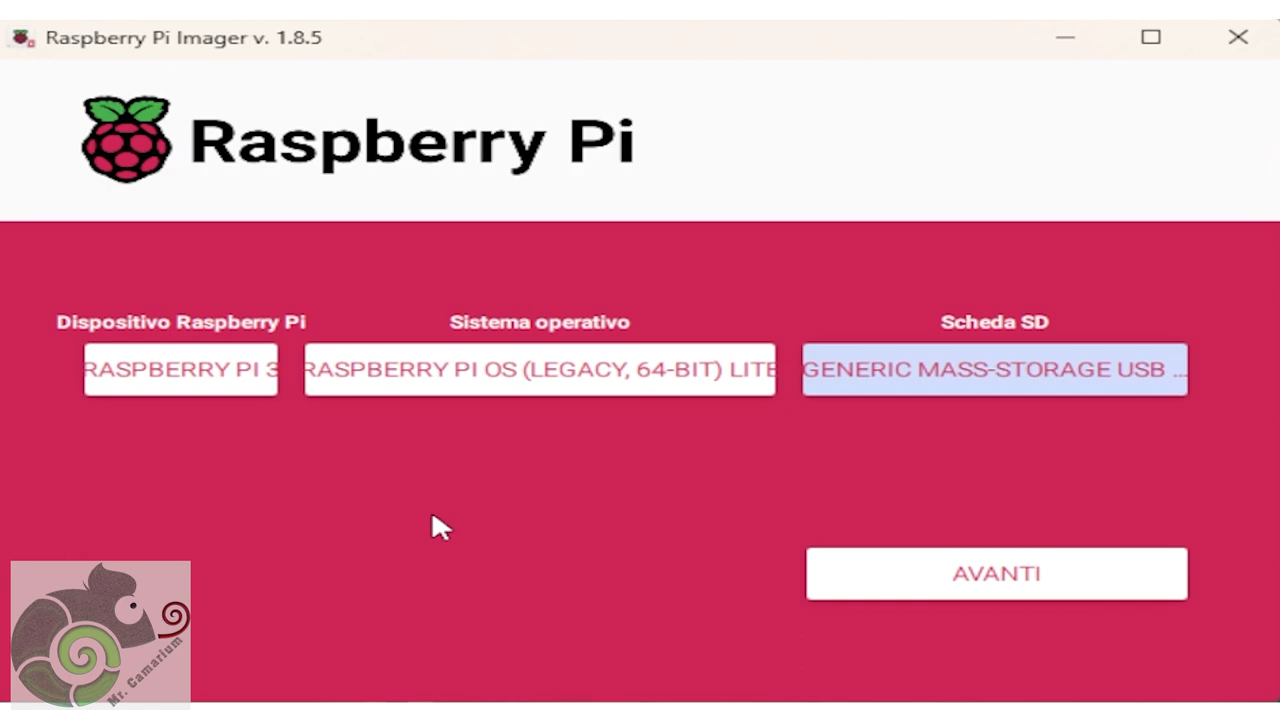 Raspberry Pi Imager v. 1.8.5
Raspberry Pi
Dispositivo Raspberry Pi
Sistema operativo
Scheda SD
RASPBERRY PI 3
RASPBERRY PI OS (LEGACY, 64-BIT) LITE
GENERIC MASS-STORAGE USB ...
AVANTI
Mr. Camarium